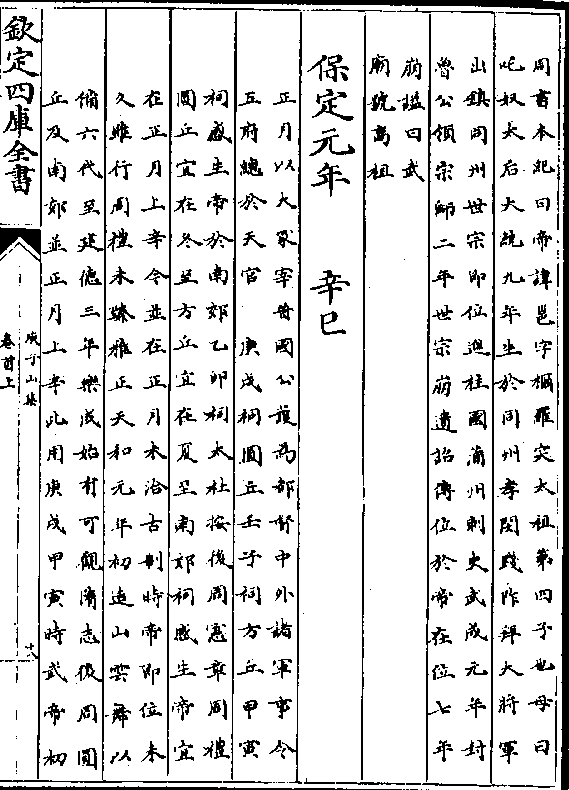 周書本紀曰帝諱邕字禰羅突太祖第四子也母曰
叱奴太后大統九年生於同州孝閔踐阼拜大將軍
出鎮同州世宗即位進柱國蒲州刺史武成元年封
魯公領宗師二年世宗崩遺詔傳位於帝在位七年
崩諡曰武
廟號高祖
保定元年 辛巳
正月以大冢宰晉國公護為都督中外諸軍事令
五府總於天官 庚戌祠圓丘壬子祠方丘甲寅
祠感生帝於南郊乙卯祠太社按後周憲章周禮
圓丘宜在冬至方丘宜在夏至南郊祠感生帝宜
在正月上辛今並在正月未洽古制時帝即位未
久雖行周禮未臻雅正天和元年初造山雲舞以
備六代至建德三年樂成始有可觀隋志後周圓
丘及南郊並正月上辛此用庚戌甲寅時武帝初
欽定四庫全書
庾子山集
卷首上
十八